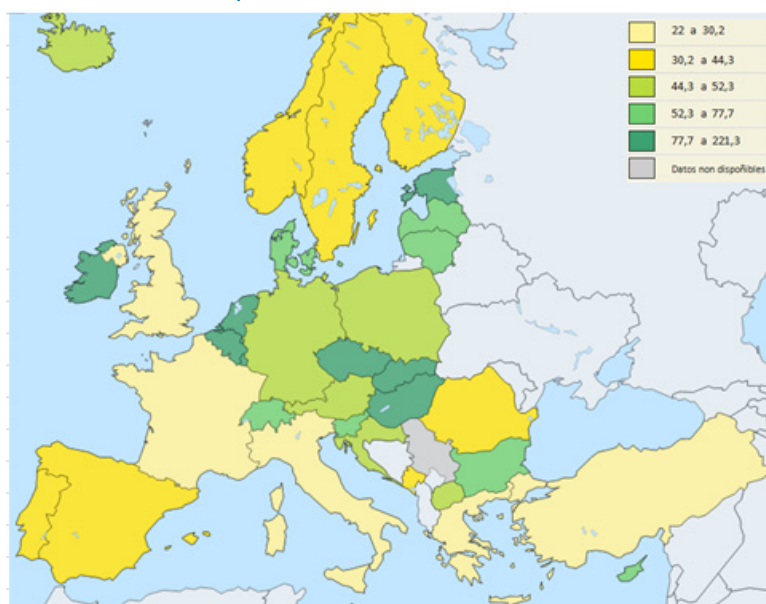 22 a 30,2
30,2 a 44,3
44,3 a 52,3
52,3 a 77,7
77,7 a 221,3
Datos non dispoñibles